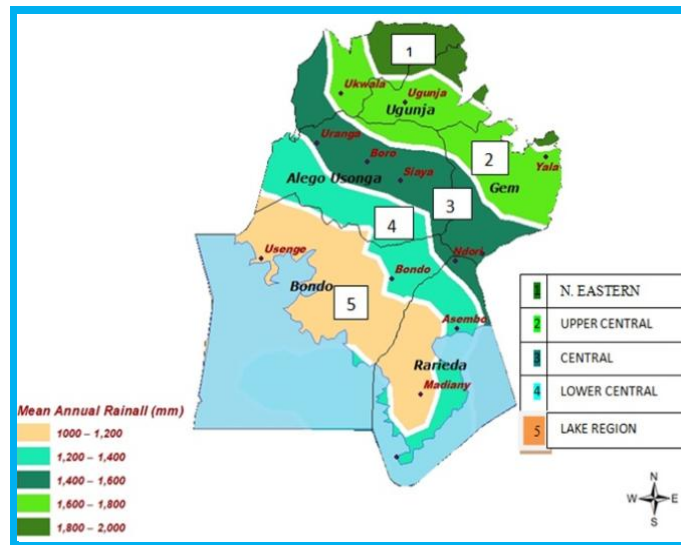 1
Ukwala
Ugunja
Ugunja
2
Yala
Uranga
Boro
Siaya
Gem
Alego Usonga
3
4
Ndori
Usenge
Bondo
Bondo
5
Asembo
Rarieda
Madiany
1 N. EASTERN
2 UPPER CENTRAL
3 CENTRAL
4 LOWER CENTRAL
5 LAKE REGION
Mean Annual Rainall (mm)
1000 – 1,200
1,200 – 1,400
1,400 – 1,600
1,600 – 1,800
1,800 – 2,000
N
W E
S